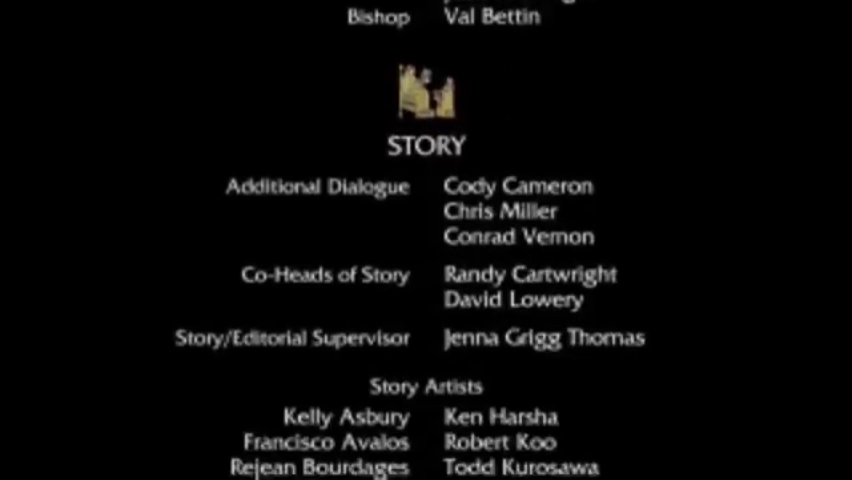 Bishop Val Bettin
STORY
Additional Dialogue Cody Cameron
Chris Miller
Conrad Vernon
Co-Heads of Story Randy Cartwright
David Lowery
Story/Editorial Supervisor Jenna Grigg Thomas
Story Artists
Kelly Asbury Ken Harsha
Francisco Avalos Robert Koo
Rejean Bourdages Todd Kurosawa